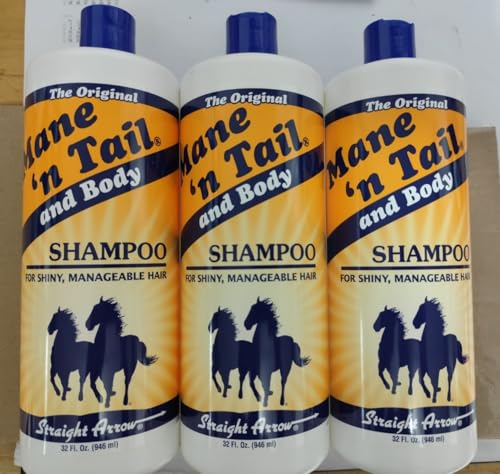 The Original
Mane
'n Tail®
and Body
SHAMPOO
FOR SHINY, MANAGEABLE HAIR
Straight Arrow®
32 Fl. Oz. (946 ml)
The Original
Mane
'n Tail®
and Body
SHAMPOO
FOR SHINY, MANAGEABLE HAIR
Straight Arrow®
32 Fl. Oz. (946 ml)
The Original
Mane
'n Tail®
and Body
SHAMPOO
FOR SHINY, MANAGEABLE HAIR
Straight Arrow®
32 Fl. Oz. (946 ml)